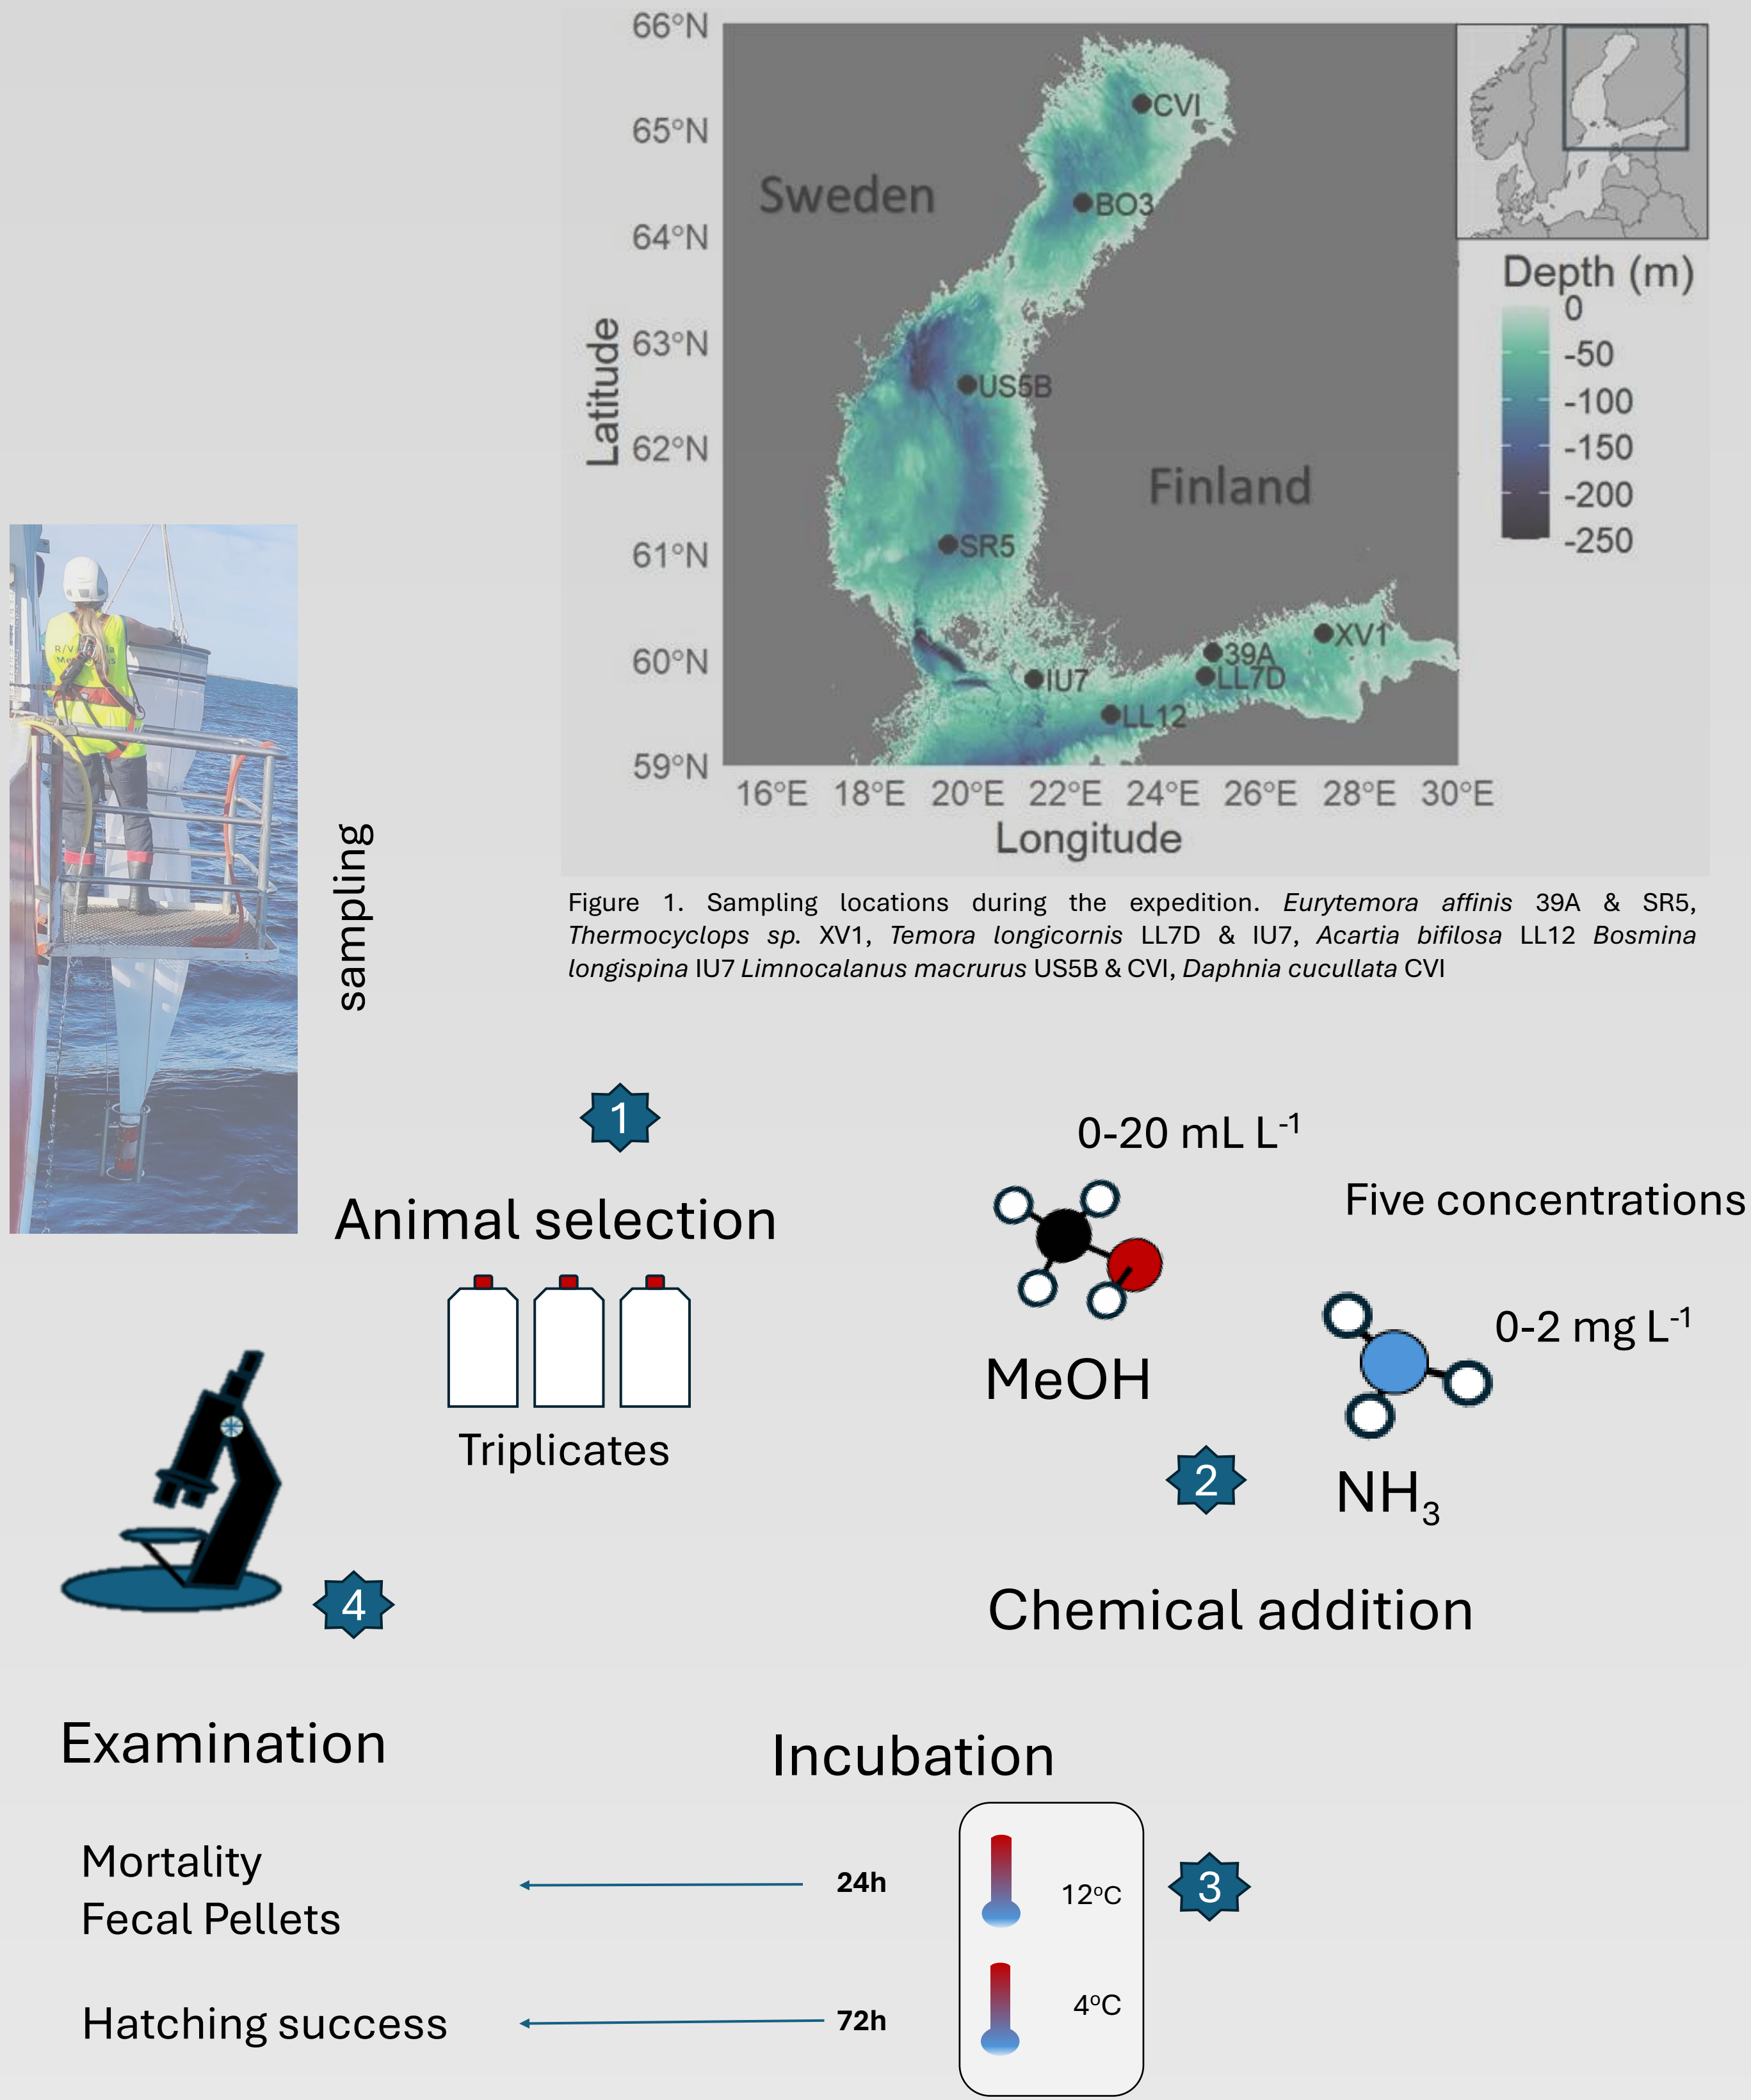 66°N
65°N
64°N
63°N
62°N
61°N
60°N
59°N
Latitude
16°E 18°E 20°E 22°E 24°E 26°E 28°E 30°E
Longitude
Sweden
Finland
CVI
BO3
US5B
SR5
IU7
39A
LL7D
LL12
XV1
Depth (m)
0
-50
-100
-150
-200
-250
Figure 1. Sampling locations during the expedition. Eurytemora affinis 39A & SR5,
Thermocyclops sp. XV1, Temora longicornis LL7D & IU7, Acartia bifilosa LL12 Bosmina
longispina IU7 Limnocalanus macrurus US5B & CVI, Daphnia cucullata CVI
sampling
1
Animal selection
Triplicates
0-20 mL L⁻¹
Five concentrations
0-2 mg L⁻¹
MeOH
NH₃
2
Chemical addition
4
Examination
Mortality
Fecal Pellets
Hatching success
Incubation
24h
72h
12°C
4°C
3